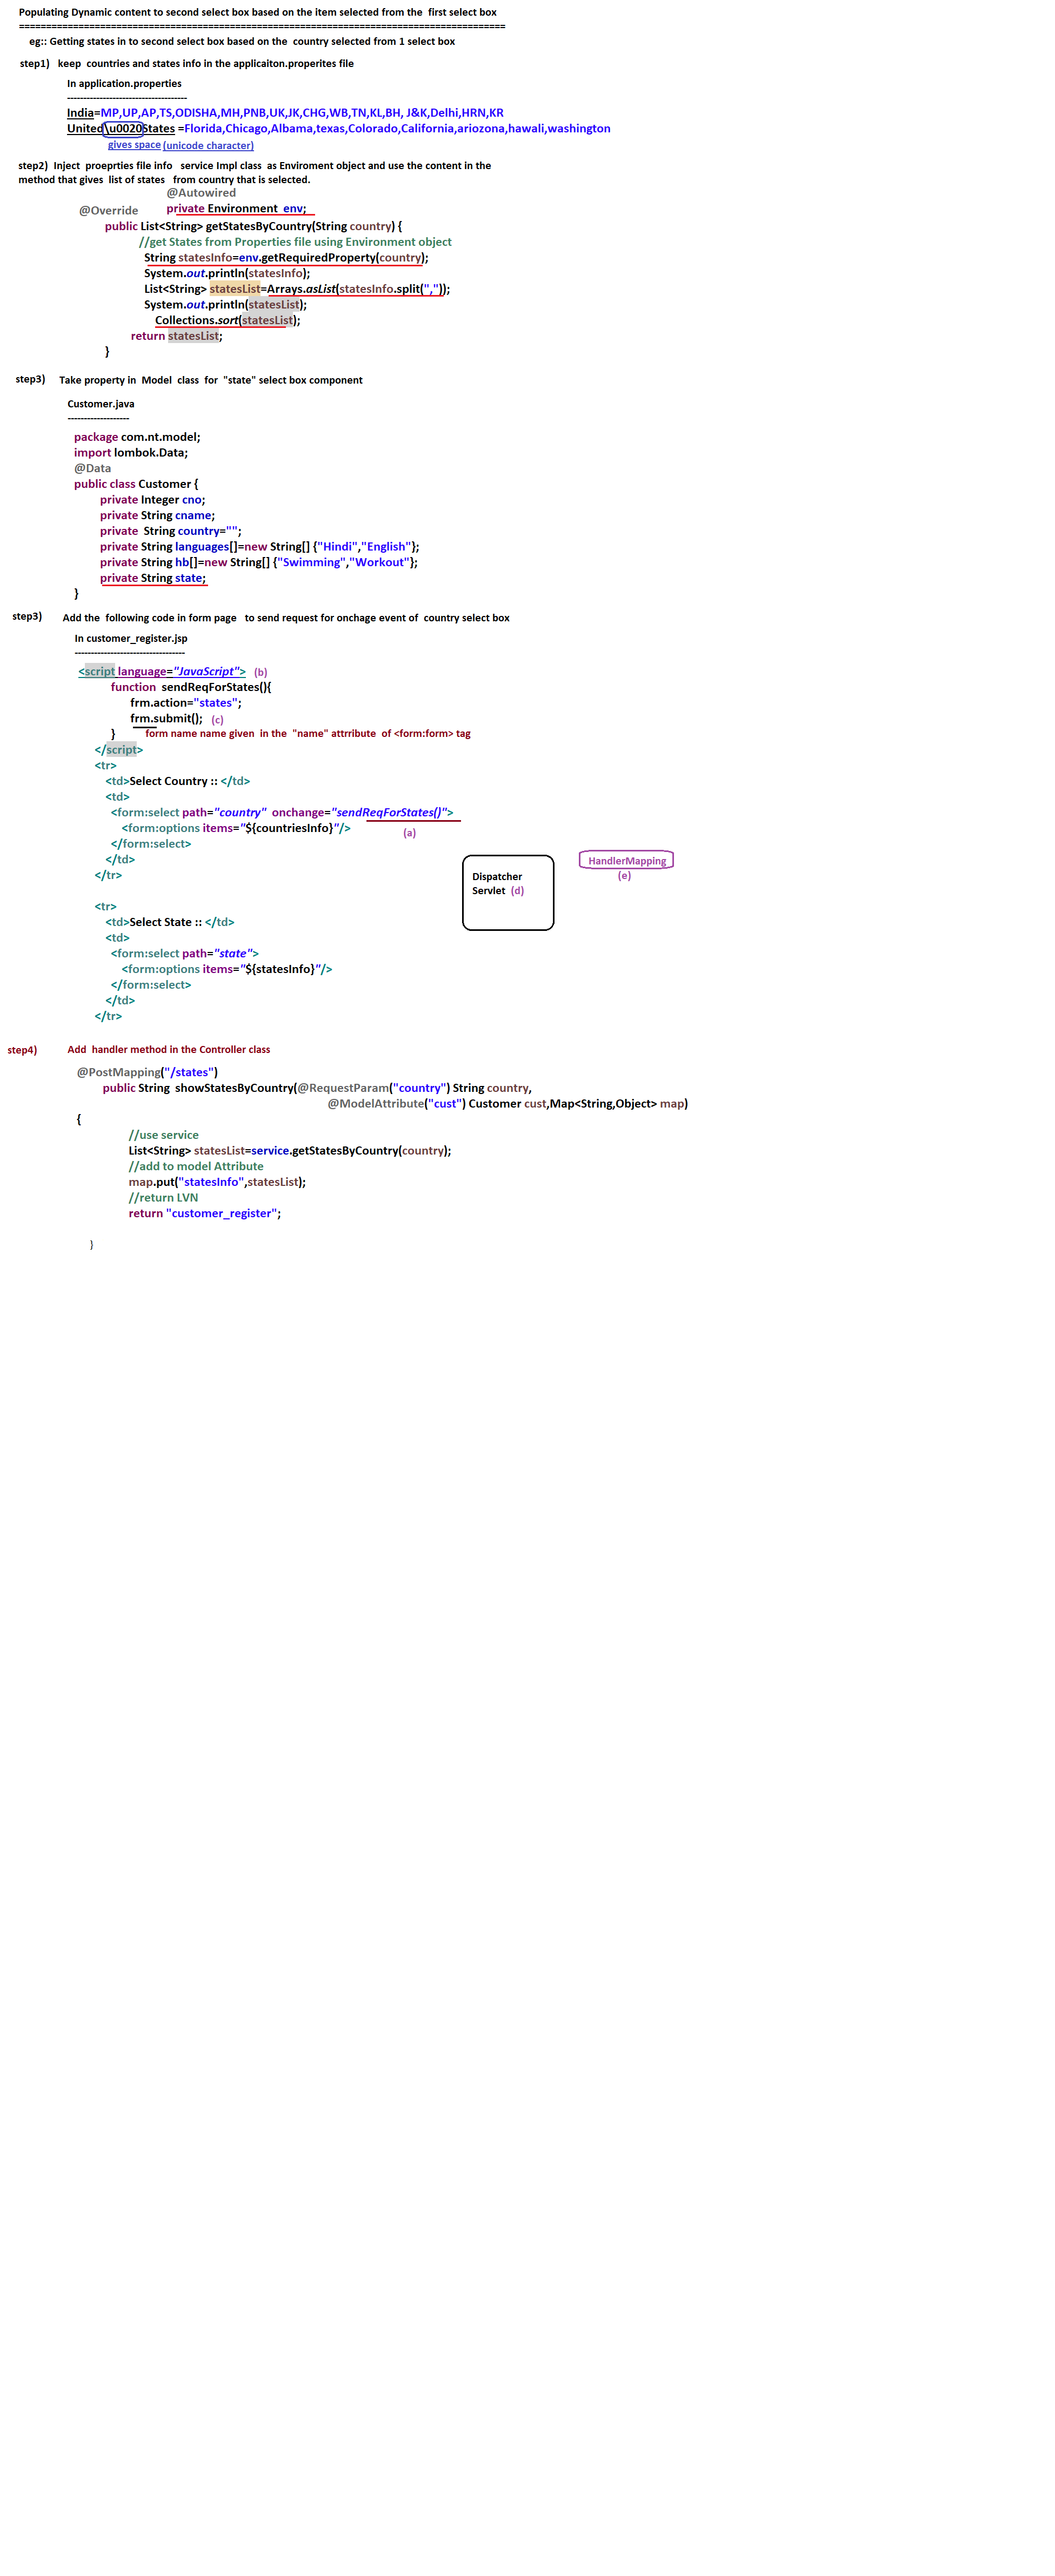 Populating Dynamic content to second select box based on the item selected from the  first select box
==========================================================================================
eg:: Getting states in to second select box based on the  country selected from 1 select box
step1)   keep  countries and states info in the applicaiton.properites file
In application.properties
-------------------------------------
India=MP,UP,AP,TS,ODISHA,MH,PNB,UK,JK,CHG,WB,TN,KL,BH, J&K,Delhi,HRN,KR
United\u0020States =Florida,Chicago,Albama,texas,Colorado,California,ariozona,hawali,washington
gives space (unicode character)
step2)  Inject  proeprties file info   service Impl class  as Enviroment object and use the content in the
method that gives  list of states   from country that is selected.
@Autowired
private Environment  env;
@Override
public List<String> getStatesByCountry(String country) {
//get States from Properties file using Environment object
String statesInfo=env.getRequiredProperty(country);
System.out.println(statesInfo);
List<String> statesList=Arrays.asList(statesInfo.split(","));
System.out.println(statesList);
Collections.sort(statesList);
return statesList;
}
step3)    Take property in  Model  class  for  "state" select box component
Customer.java
-------------------
package com.nt.model;
import lombok.Data;
@Data
public class Customer {
private Integer cno;
private String cname;
private  String country="";
private String languages[]=new String[] {"Hindi","English"};
private String hb[]=new String[] {"Swimming","Workout"};
private String state;
}
step3)    Add the  following code in form page   to send request for onchage event of  country select box
In customer_register.jsp
----------------------------------
<script language="JavaScript">  (b)
function  sendReqForStates(){
frm.action="states";
frm.submit();  (c)
}     form name name given  in the  "name" attrribute  of <form:form> tag
</script>
<tr>
<td>Select Country :: </td>
<td>
<form:select path="country"  onchange="sendReqForStates()">
<form:options items="${countriesInfo}"/>
(a)
</form:select>
</td>
</tr>
HandlerMapping
(e)
Dispatcher
Servlet  (d)
<tr>
<td>Select State :: </td>
<td>
<form:select path="state">
<form:options items="${statesInfo}"/>
</form:select>
</td>
</tr>
step4)    Add  handler method in the Controller class
@PostMapping("/states")
public String  showStatesByCountry(@RequestParam("country") String country,
@ModelAttribute("cust") Customer cust,Map<String,Object> map)
{
//use service
List<String> statesList=service.getStatesByCountry(country);
//add to model Attribute
map.put("statesInfo",statesList);
//return LVN
return "customer_register";
}